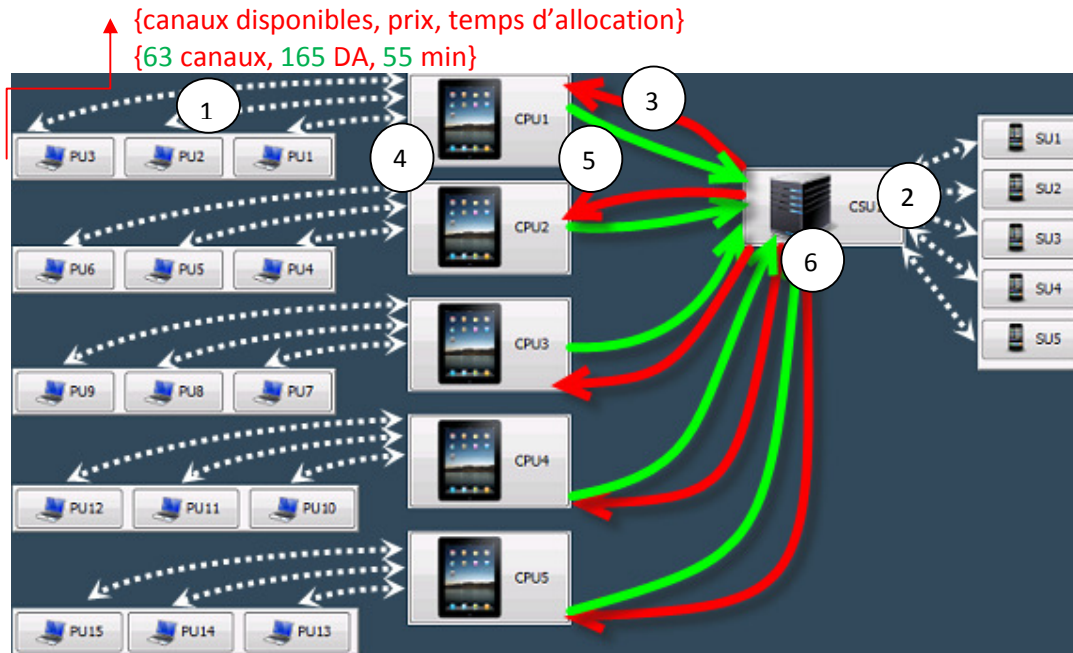 {canaux disponibles, prix, temps d’allocation}
{63 canaux, 165 DA, 55 min}
1
3
CPU1
PU3 PU2 PU1
4
5
SU1
CPU2
CSU
2
SU2
SU3
PU6 PU5 PU4
6
SU4
CPU3
SU5
PU9 PU8 PU7
CPU4
PU12 PU11 PU10
CPU5
PU15 PU14 PU13